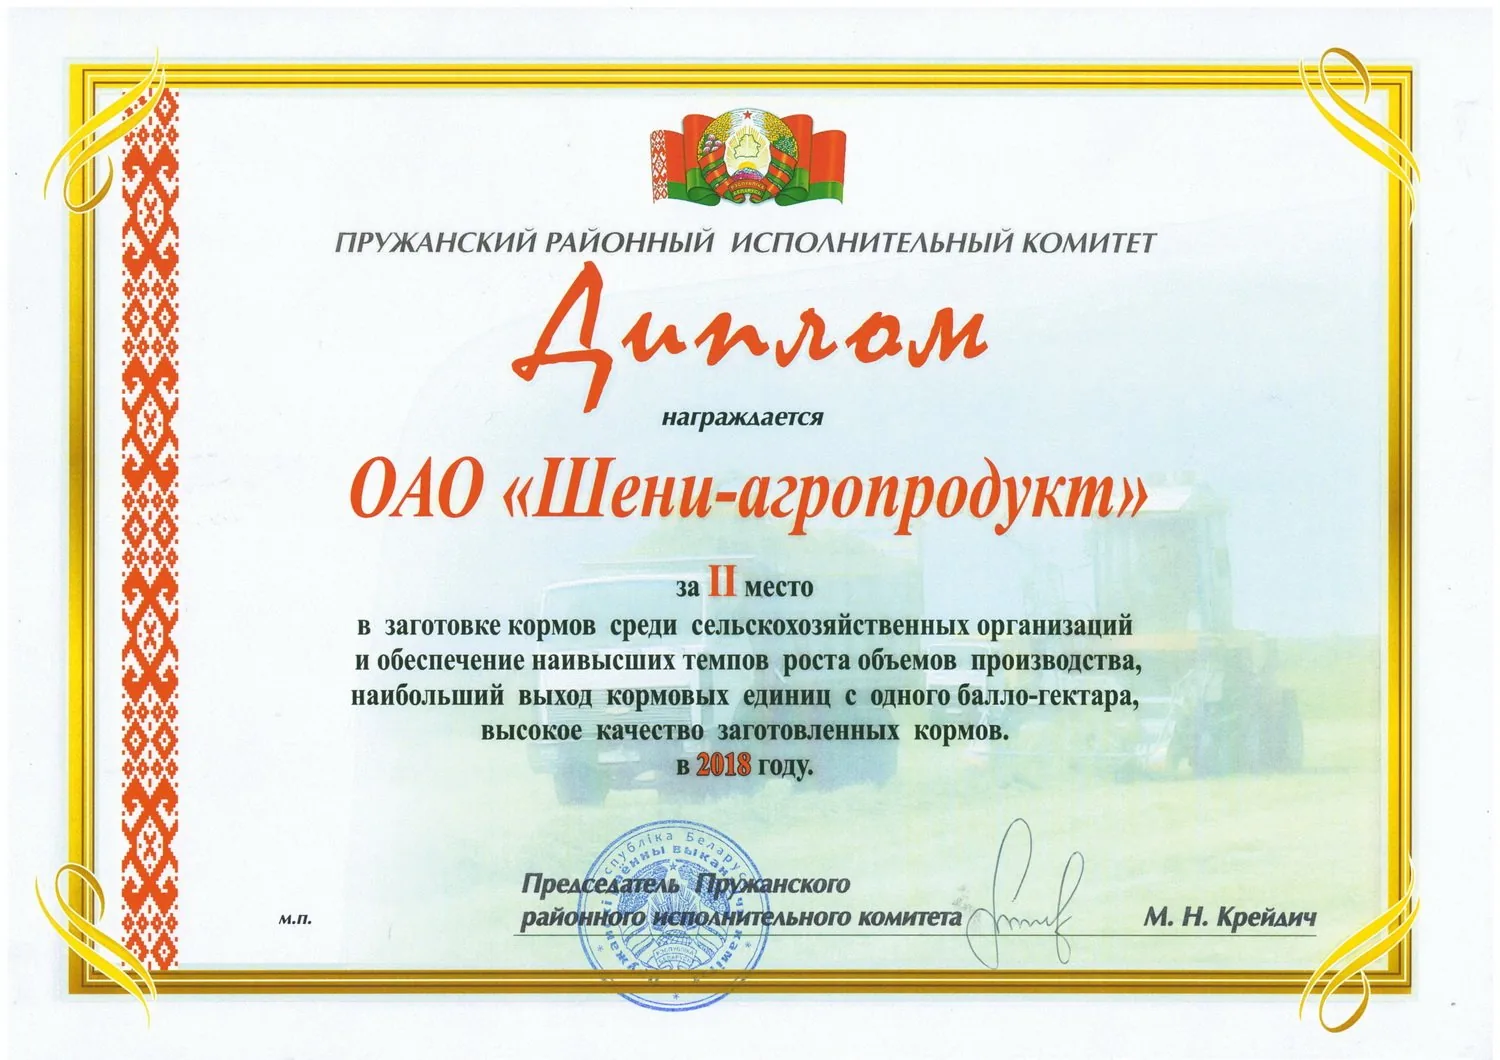 РЭСПУБЛІКА
БЕЛАРУСЬ
ПРУЖАНСКИЙ РАЙОННЫЙ ИСПОЛНИТЕЛЬНЫЙ КОМИТЕТ
Диплом
награждается
ОАО «Шени-агропродукт»
за II место
в заготовке кормов среди сельскохозяйственных организаций
и обеспечение наивысших темпов роста объемов производства,
наибольший выход кормовых единиц с одного балло-гектара,
высокое качество заготовленных кормов.
в 2018 году.
Председатель Пружанского
районного исполнительного комитета
М. Н. Крейдич
м.п.